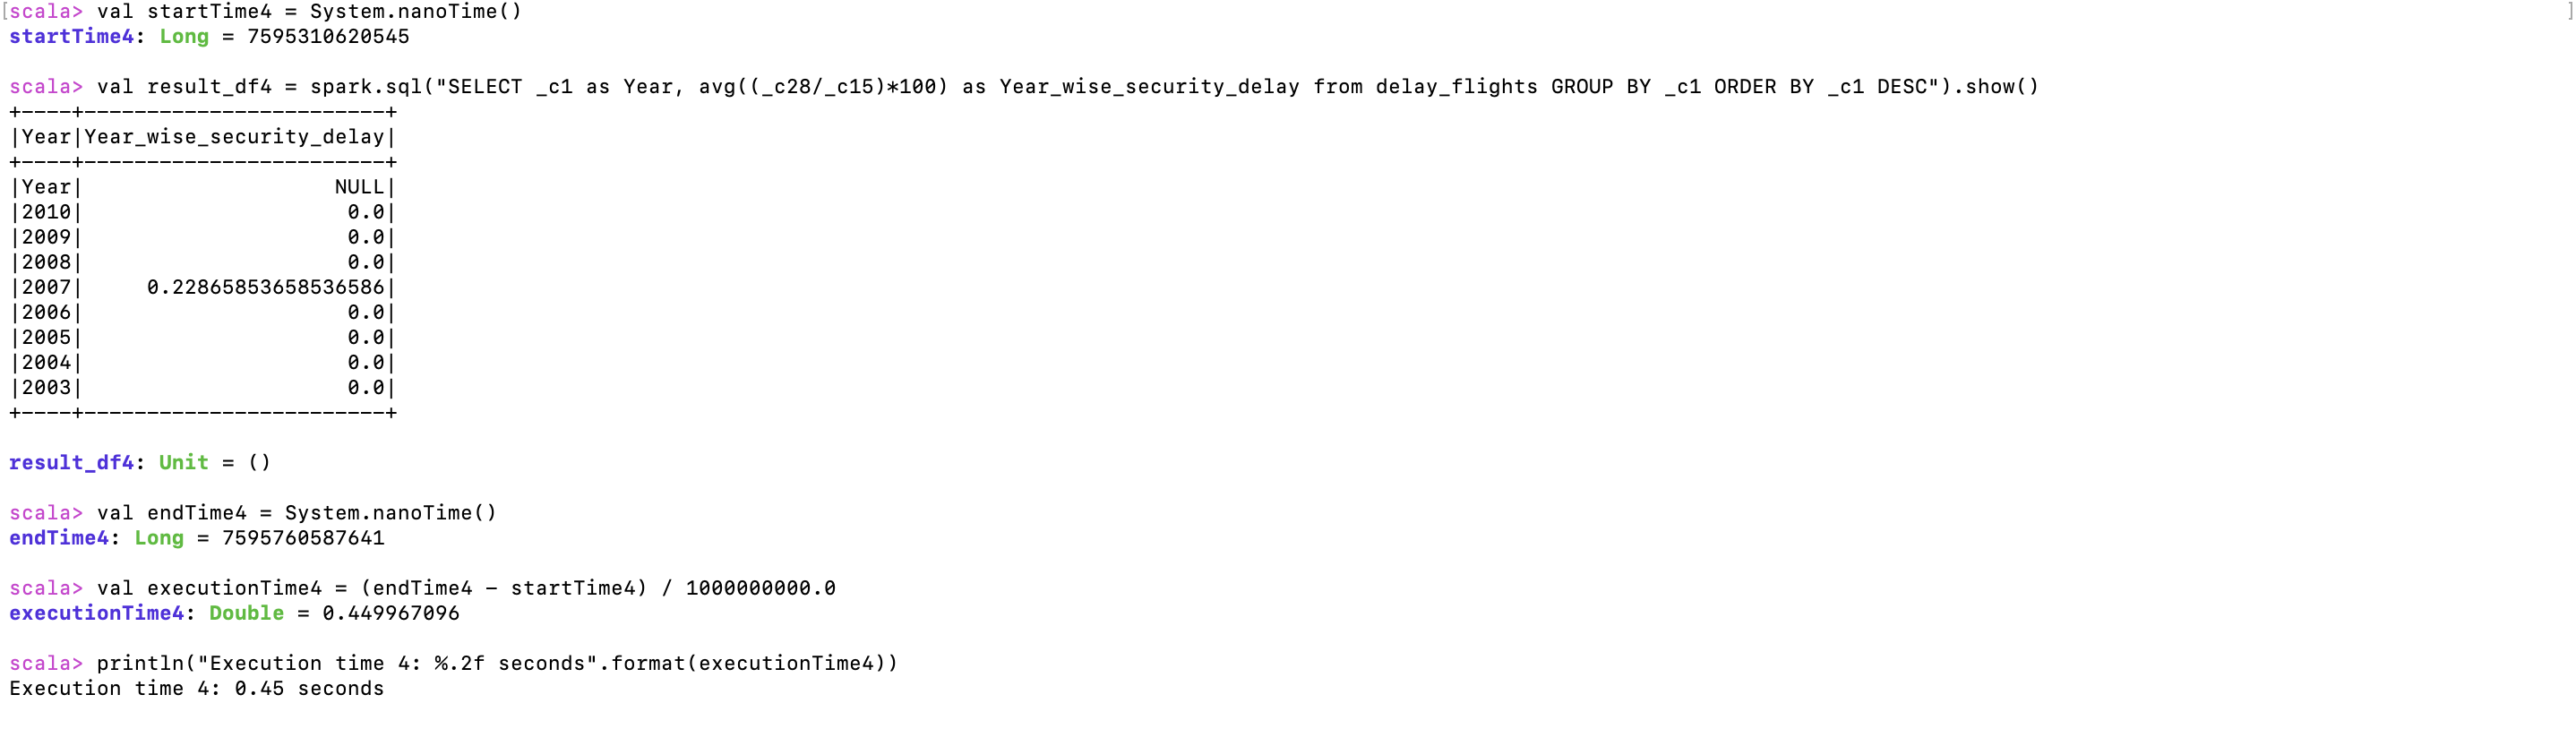 [scala> val startTime4 = System.nanoTime() ]
startTime4: Long = 7595310620545
scala> val result_df4 = spark.sql("SELECT _c1 as Year, avg((_c28/_c15)*100) as Year_wise_security_delay from delay_flights GROUP BY _c1 ORDER BY _c1 DESC").show()
+----+------------------------+
|Year|Year_wise_security_delay|
+----+------------------------+
|Year|                    NULL|
|2010|                     0.0|
|2009|                     0.0|
|2008|                     0.0|
|2007|     0.22865853658536586|
|2006|                     0.0|
|2005|                     0.0|
|2004|                     0.0|
|2003|                     0.0|
+----+------------------------+
result_df4: Unit = ()
scala> val endTime4 = System.nanoTime()
endTime4: Long = 7595760587641
scala> val executionTime4 = (endTime4 - startTime4) / 1000000000.0
executionTime4: Double = 0.449967096
scala> println("Execution time 4: %.2f seconds".format(executionTime4))
Execution time 4: 0.45 seconds